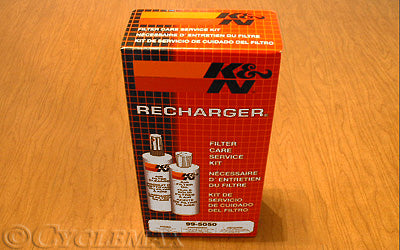 FILTER CARE SERVICE KIT
NÉCESSAIRE D'ENTRETIEN DU FILTRE
KIT DE SERVICIO DE CUIDADO DEL FILTRO
K&N
RECHARGER
FILTER
CARE
SERVICE
KIT
NÉCESSAIRE
D'ENTRETIEN
DU FILTRE
KIT DE
SERVICIO
DE CUIDADO
DEL FILTRO
99-5050